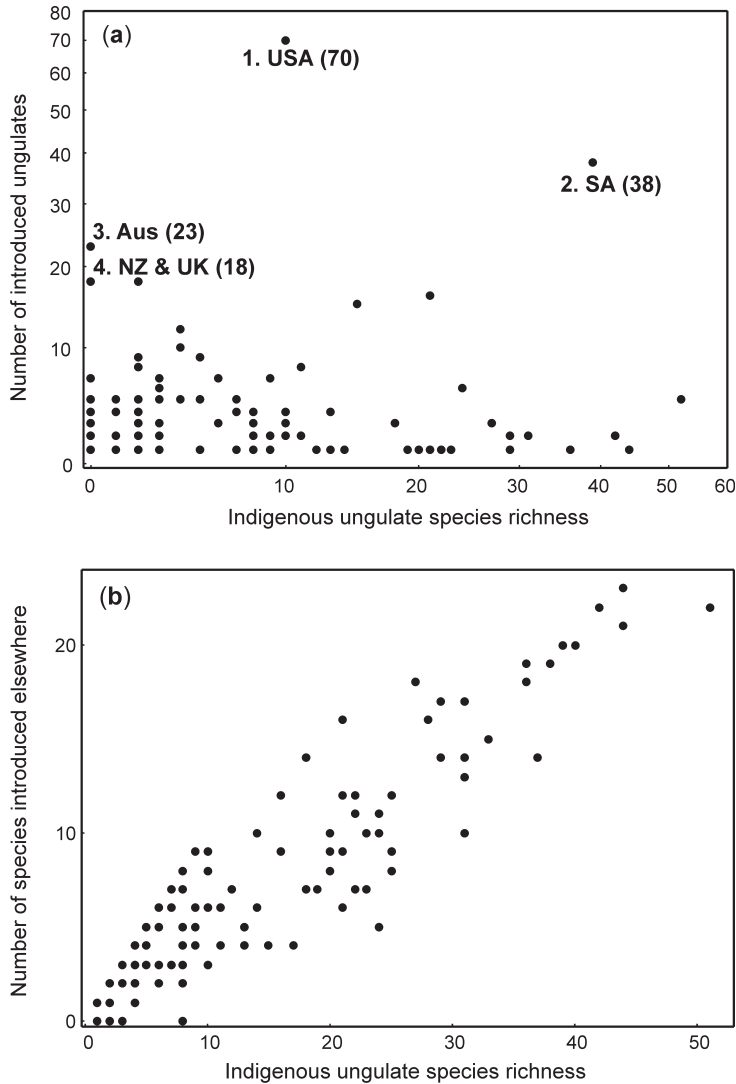 (a)
Number of introduced ungulates
80
70
60
50
40
30
20
10
0
1. USA (70)
2. SA (38)
3. Aus (23)
4. NZ & UK (18)
0 10 20 30 40 50 60
Indigenous ungulate species richness
(b)
Number of species introduced elsewhere
20
10
0
0 10 20 30 40 50
Indigenous ungulate species richness